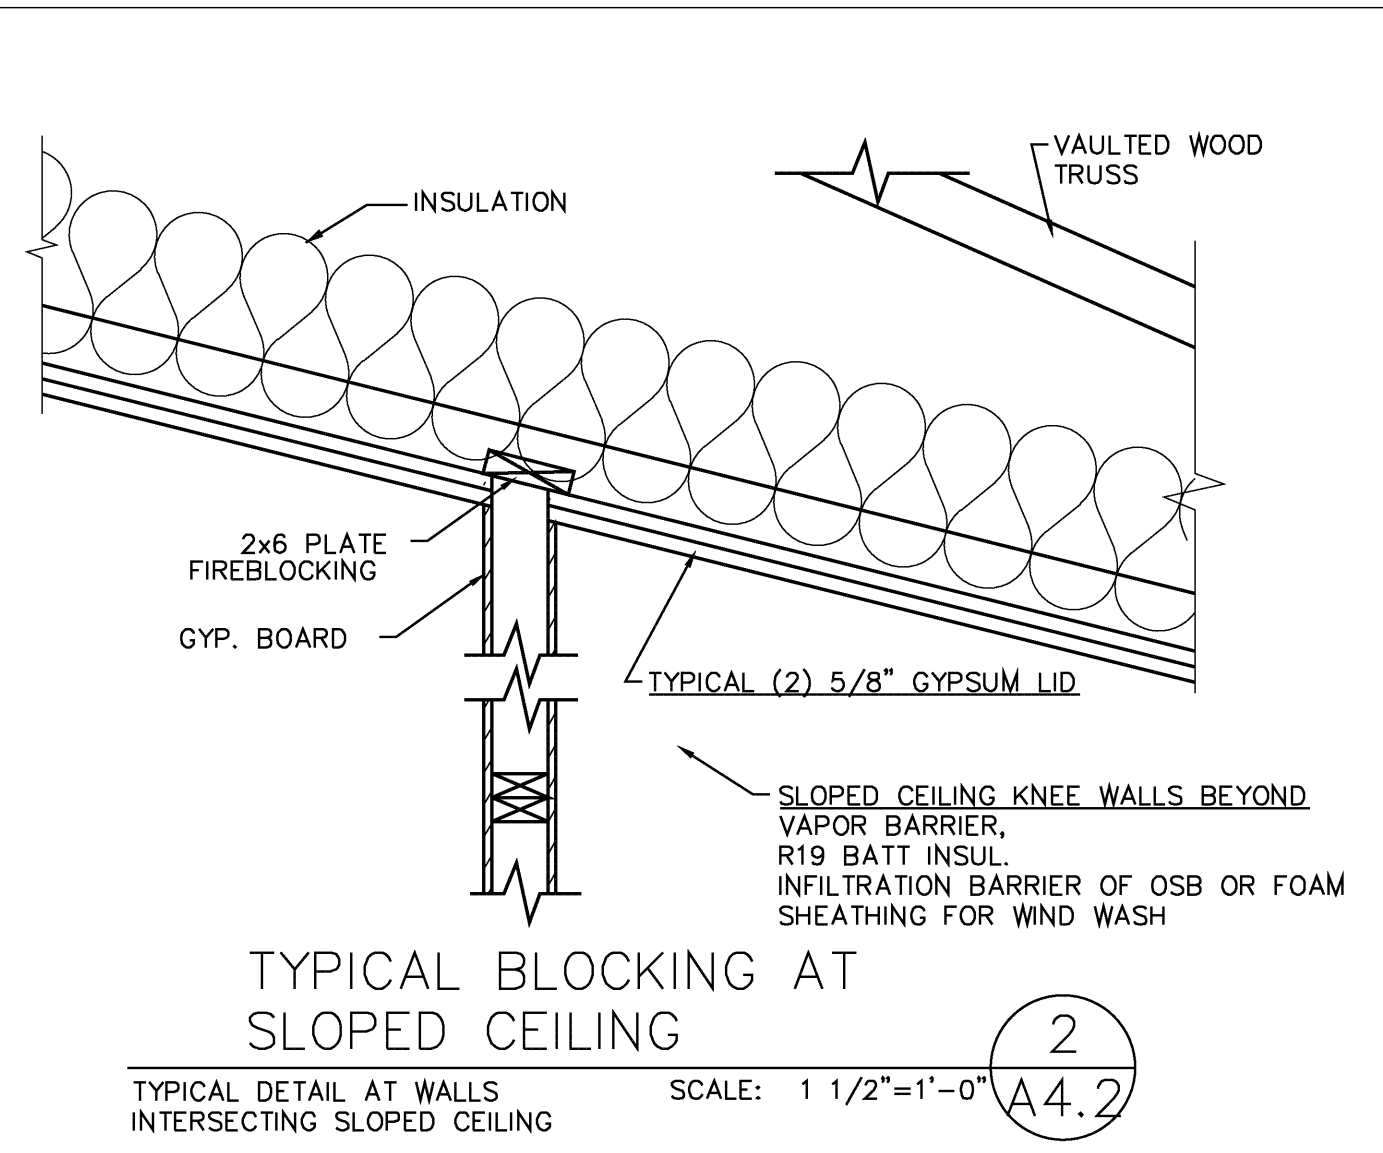 VAULTED WOOD
TRUSS
INSULATION
2x6 PLATE
FIREBLOCKING
GYP. BOARD
TYPICAL (2) 5/8" GYPSUM LID
SLOPED CEILING KNEE WALLS BEYOND
VAPOR BARRIER,
R19 BATT INSUL.
INFILTRATION BARRIER OF OSB OR FOAM
SHEATHING FOR WIND WASH
TYPICAL BLOCKING AT
SLOPED CEILING
2
A4.2
TYPICAL DETAIL AT WALLS
INTERSECTING SLOPED CEILING
SCALE: 1 1/2"=1'-0"